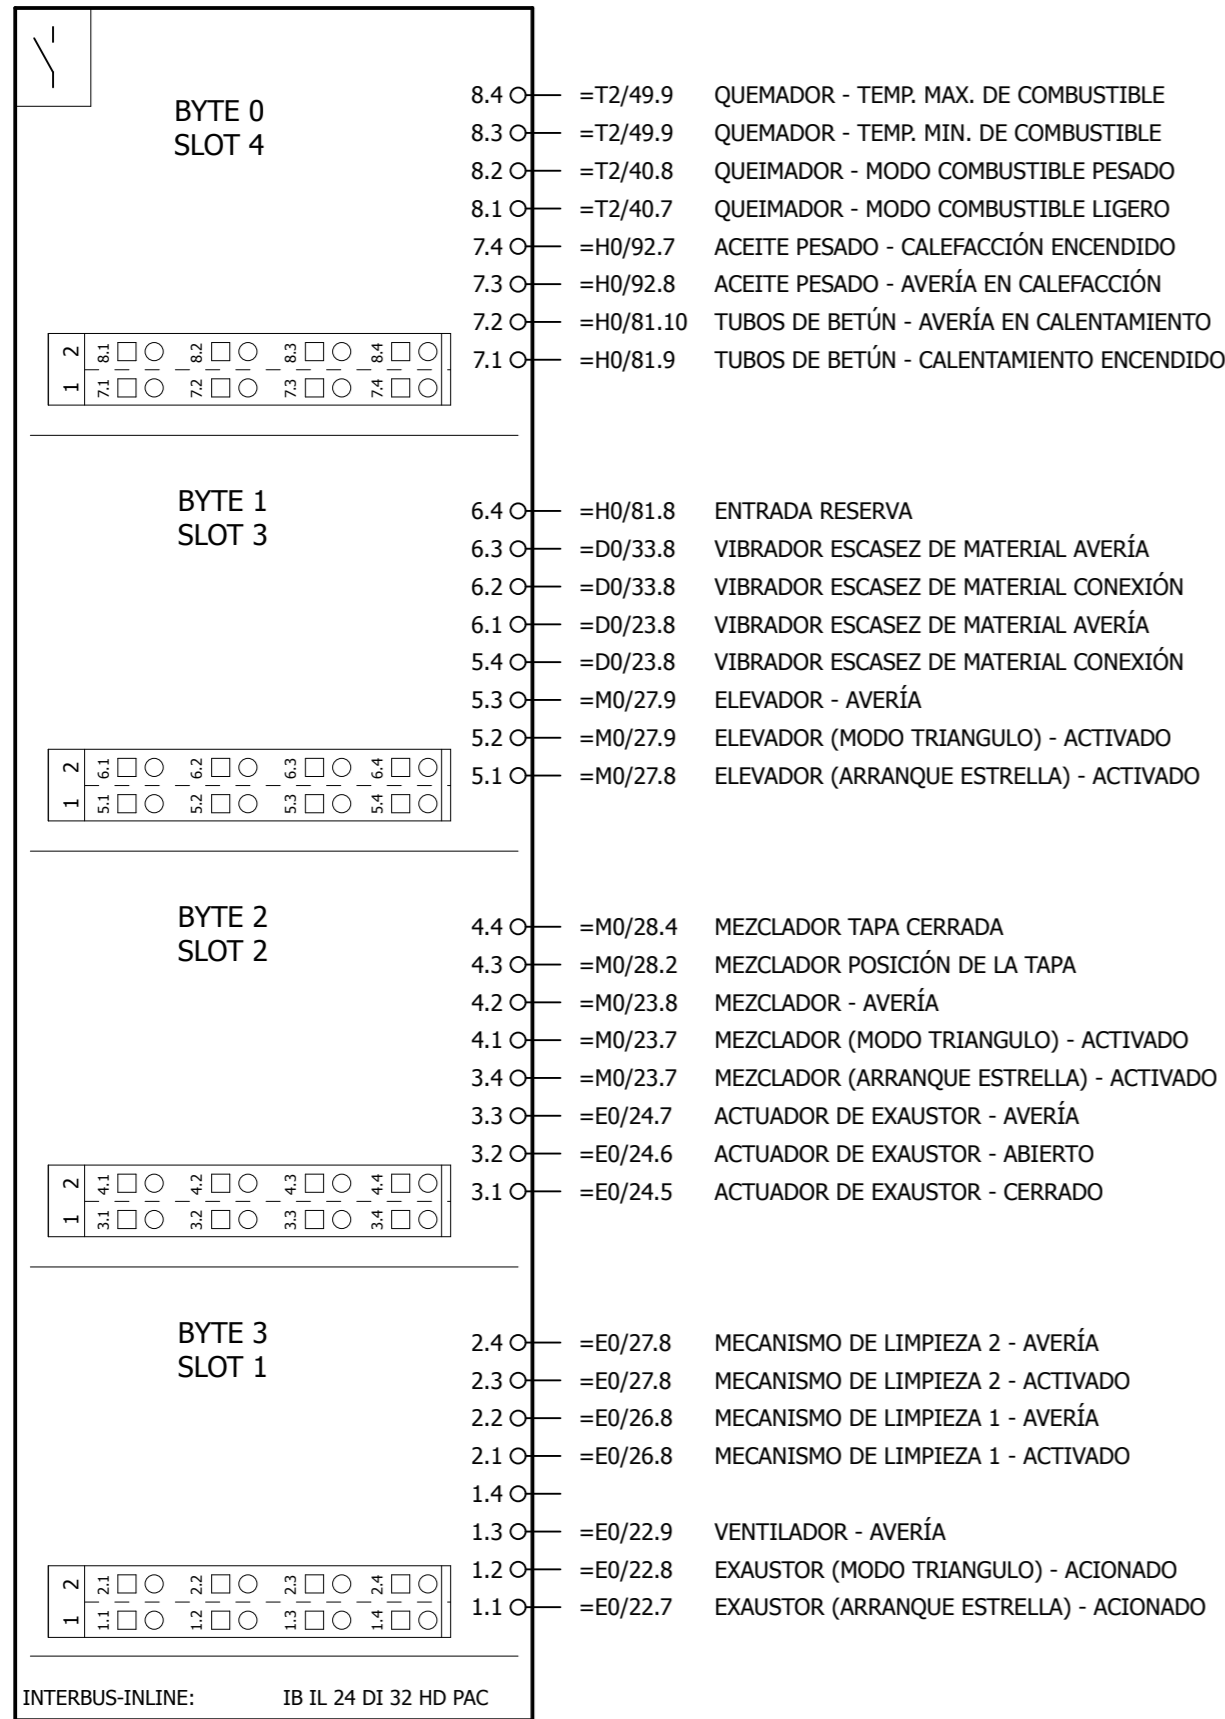 BYTE 0
SLOT 4
8.4 =T2/49.9 QUEMADOR - TEMP. MAX. DE COMBUSTIBLE
8.3 =T2/49.9 QUEMADOR - TEMP. MIN. DE COMBUSTIBLE
8.2 =T2/40.8 QUEIMADOR - MODO COMBUSTIBLE PESADO
8.1 =T2/40.7 QUEIMADOR - MODO COMBUSTIBLE LIGERO
7.4 =H0/92.7 ACEITE PESADO - CALEFACCIÓN ENCENDIDO
7.3 =H0/92.8 ACEITE PESADO - AVERÍA EN CALEFACCIÓN
7.2 =H0/81.10 TUBOS DE BETÚN - AVERÍA EN CALENTAMIENTO
7.1 =H0/81.9 TUBOS DE BETÚN - CALENTAMIENTO ENCENDIDO
2 8.1 8.2 8.3 8.4
1 7.1 7.2 7.3 7.4
BYTE 1
SLOT 3
6.4 =H0/81.8 ENTRADA RESERVA
6.3 =D0/33.8 VIBRADOR ESCASEZ DE MATERIAL AVERÍA
6.2 =D0/33.8 VIBRADOR ESCASEZ DE MATERIAL CONEXIÓN
6.1 =D0/23.8 VIBRADOR ESCASEZ DE MATERIAL AVERÍA
5.4 =D0/23.8 VIBRADOR ESCASEZ DE MATERIAL CONEXIÓN
5.3 =M0/27.9 ELEVADOR - AVERÍA
5.2 =M0/27.9 ELEVADOR (MODO TRIANGULO) - ACTIVADO
5.1 =M0/27.8 ELEVADOR (ARRANQUE ESTRELLA) - ACTIVADO
2 6.1 6.2 6.3 6.4
1 5.1 5.2 5.3 5.4
BYTE 2
SLOT 2
4.4 =M0/28.4 MEZCLADOR TAPA CERRADA
4.3 =M0/28.2 MEZCLADOR POSICIÓN DE LA TAPA
4.2 =M0/23.8 MEZCLADOR - AVERÍA
4.1 =M0/23.7 MEZCLADOR (MODO TRIANGULO) - ACTIVADO
3.4 =M0/23.7 MEZCLADOR (ARRANQUE ESTRELLA) - ACTIVADO
3.3 =E0/24.7 ACTUADOR DE EXAUSTOR - AVERÍA
3.2 =E0/24.6 ACTUADOR DE EXAUSTOR - ABIERTO
3.1 =E0/24.5 ACTUADOR DE EXAUSTOR - CERRADO
2 4.1 4.2 4.3 4.4
1 3.1 3.2 3.3 3.4
BYTE 3
SLOT 1
2.4 =E0/27.8 MECANISMO DE LIMPIEZA 2 - AVERÍA
2.3 =E0/27.8 MECANISMO DE LIMPIEZA 2 - ACTIVADO
2.2 =E0/26.8 MECANISMO DE LIMPIEZA 1 - AVERÍA
2.1 =E0/26.8 MECANISMO DE LIMPIEZA 1 - ACTIVADO
1.4
1.3 =E0/22.9 VENTILADOR - AVERÍA
1.2 =E0/22.8 EXAUSTOR (MODO TRIANGULO) - ACIONADO
1.1 =E0/22.7 EXAUSTOR (ARRANQUE ESTRELLA) - ACIONADO
2 2.1 2.2 2.3 2.4
1 1.1 1.2 1.3 1.4
INTERBUS-INLINE: IB IL 24 DI 32 HD PAC